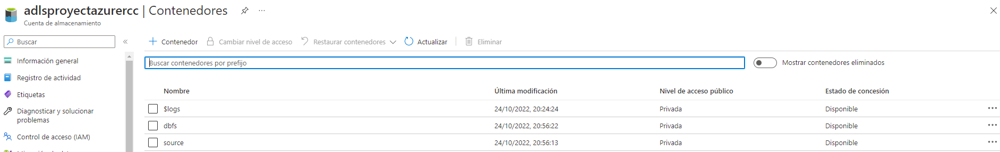 adlsproyectazurercc | Contenedores
Cuenta de almacenamiento
Buscar
Información general
Registro de actividad
Etiquetas
Diagnosticar y solucionar
problemas
Control de acceso (IAM)
Contenedor Cambiar nivel de acceso Restaurar contenedores Actualizar Eliminar
Buscar contenedores por prefijo
Mostrar contenedores eliminados
Nombre Última modificación Nivel de acceso público Estado de concesión
$logs 24/10/2022, 20:24:24 Privada Disponible
dbfs 24/10/2022, 20:56:22 Privada Disponible
source 24/10/2022, 20:56:13 Privada Disponible